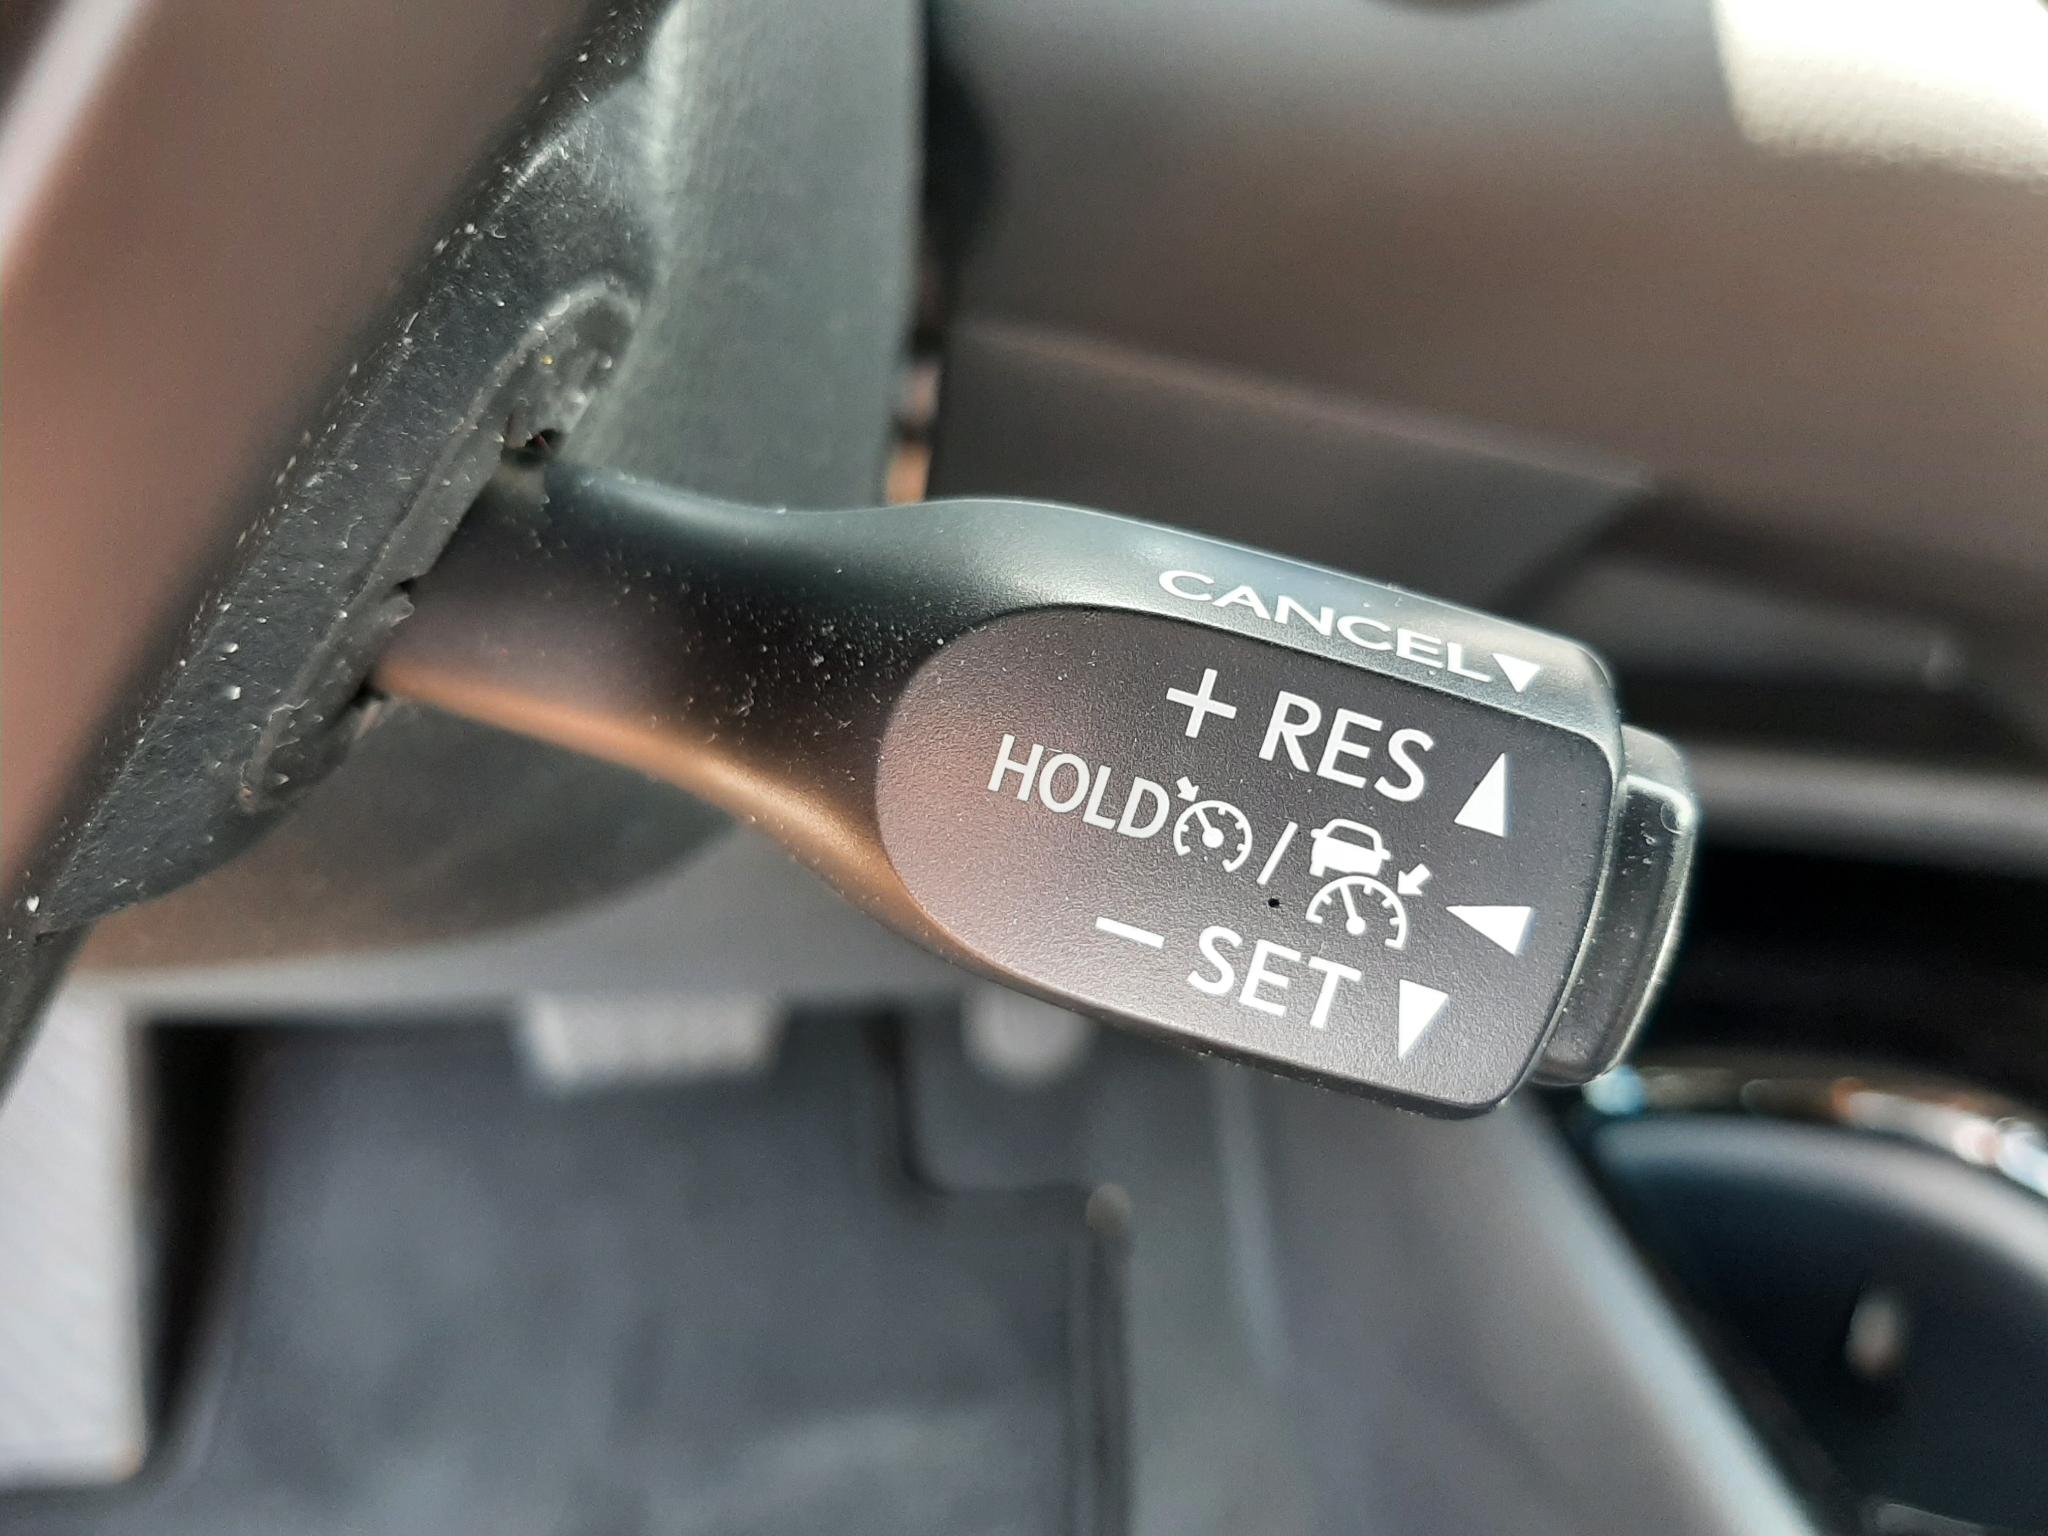 CANCEL
+ RES
HOLD /
− SET